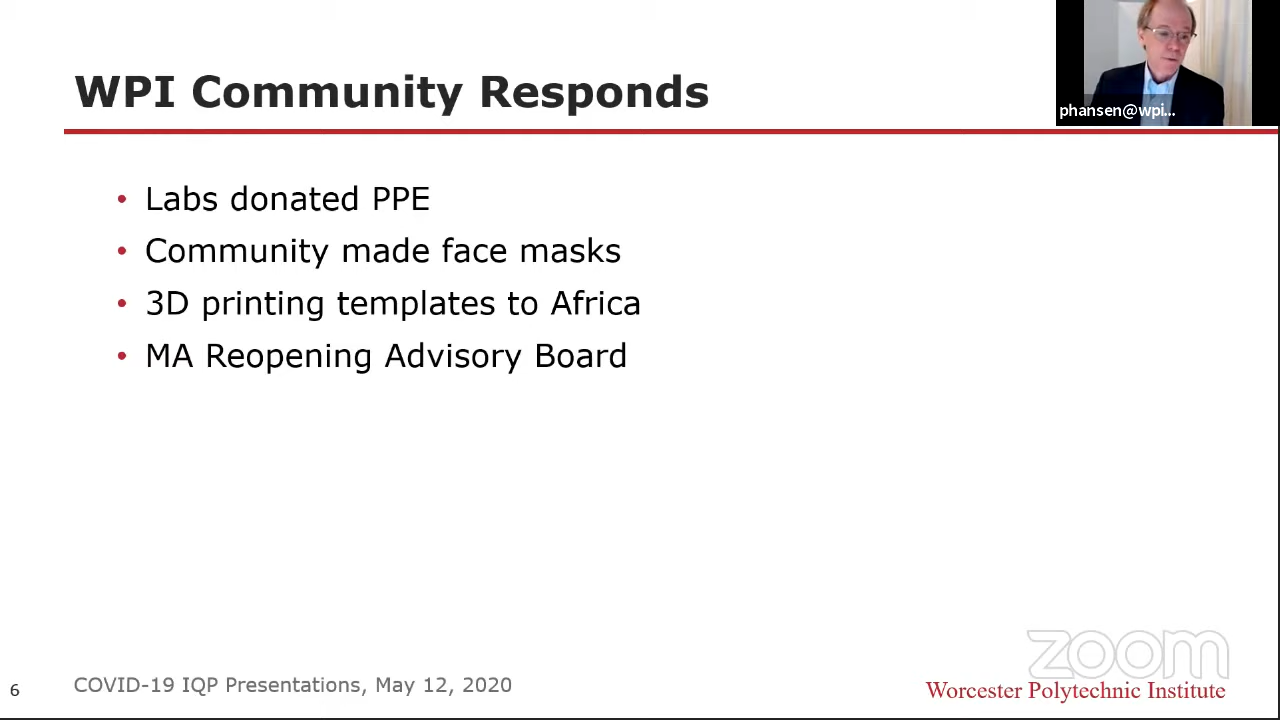 WPI Community Responds
phansen@wpi...
• Labs donated PPE
• Community made face masks
• 3D printing templates to Africa
• MA Reopening Advisory Board
zoom
6
COVID-19 IQP Presentations, May 12, 2020
Worcester Polytechnic Institute